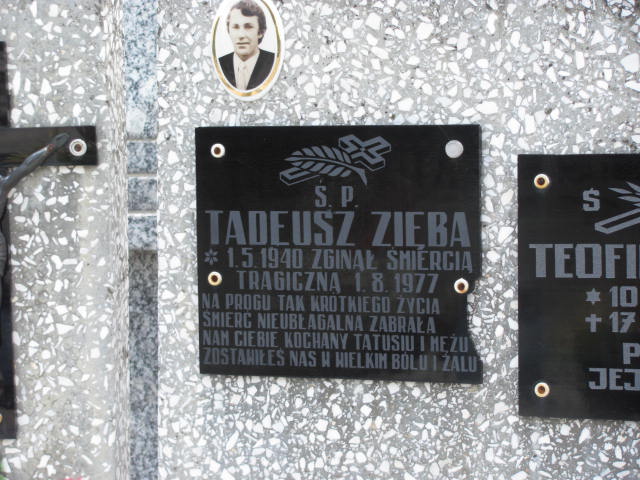 Ś. P.
TADEUSZ ZIĘBA
* 1.5.1940 ZGINĄŁ ŚMIERCIĄ
TRAGICZNĄ 1.8.1977
NA PROGU TAK KRÓTKIEGO ŻYCIA
ŚMIERĆ NIEUBŁAGALNA ZABRAŁA
NAM CIEBIE KOCHANY TATUSIU I MĘŻU
ZOSTAWIŁEŚ NAS W WIELKIM BÓLU I ŻALU
Ś
TEOFI
* 10
✝ 17
P
JEJ